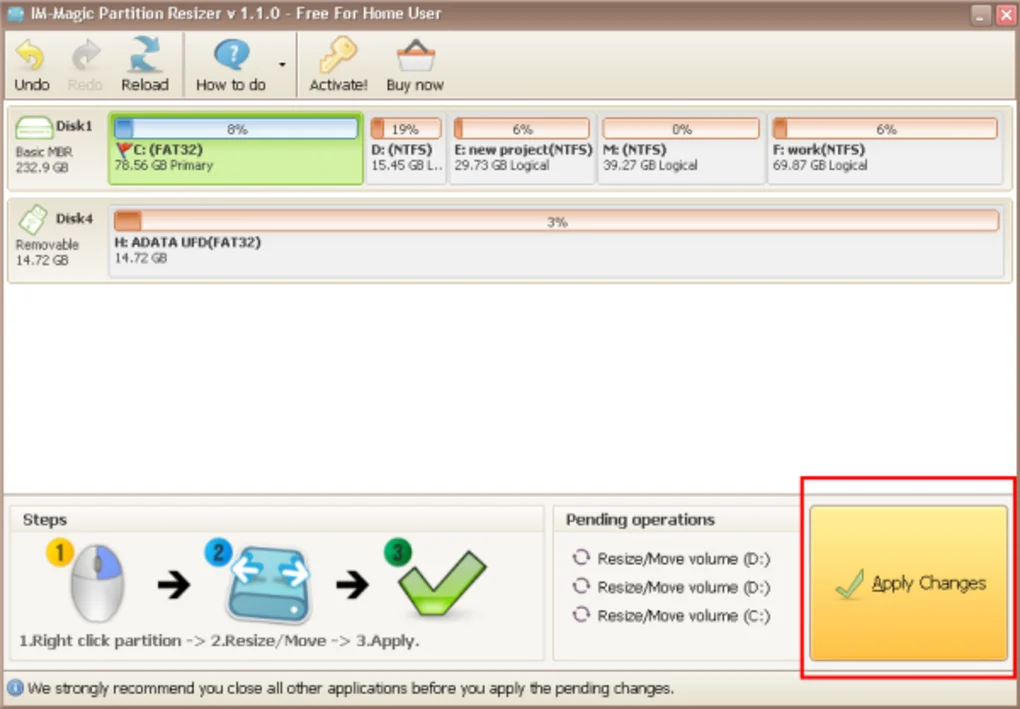 IM-Magic Partition Resizer v 1.1.0 - Free For Home User
Undo
Redo
Reload
How to do
Activate!
Buy now
Disk1
Basic MBR
232.9 GB
8%
C: (FAT32)
78.56 GB Primary
19%
D: (NTFS)
15.45 GB L...
6%
E: new project(NTFS)
29.73 GB Logical
0%
M: (NTFS)
39.27 GB Logical
6%
F: work(NTFS)
69.87 GB Logical
Disk4
Removable
14.72 GB
3%
H: ADATA UFD(FAT32)
14.72 GB
Steps
1
2
3
1.Right click partition -> 2.Resize/Move -> 3.Apply.
Pending operations
Resize/Move volume (D:)
Resize/Move volume (D:)
Resize/Move volume (C:)
Apply Changes
We strongly recommend you close all other applications before you apply the pending changes.